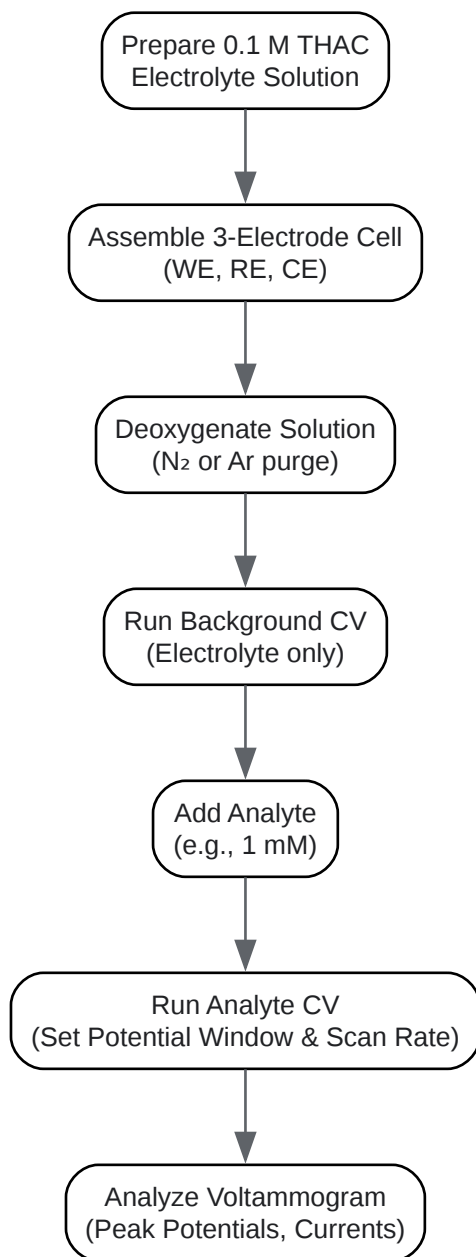 Prepare 0.1 M THAC
Electrolyte Solution
Assemble 3-Electrode Cell
(WE, RE, CE)
Deoxygenate Solution
(N₂ or Ar purge)
Run Background CV
(Electrolyte only)
Add Analyte
(e.g., 1 mM)
Run Analyte CV
(Set Potential Window & Scan Rate)
Analyze Voltammogram
(Peak Potentials, Currents)